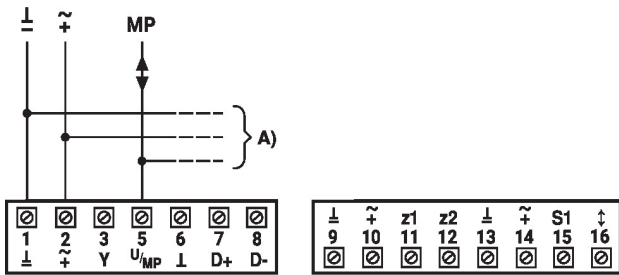 ⊥ ~+ MP
A)
1 2 3 5 6 7 8
⊥ ~+ Y U/MP ⊥ D+ D-
⊥ ~+ z1 z2 ⊥ ~+ S1 ↕
9 10 11 12 13 14 15 16